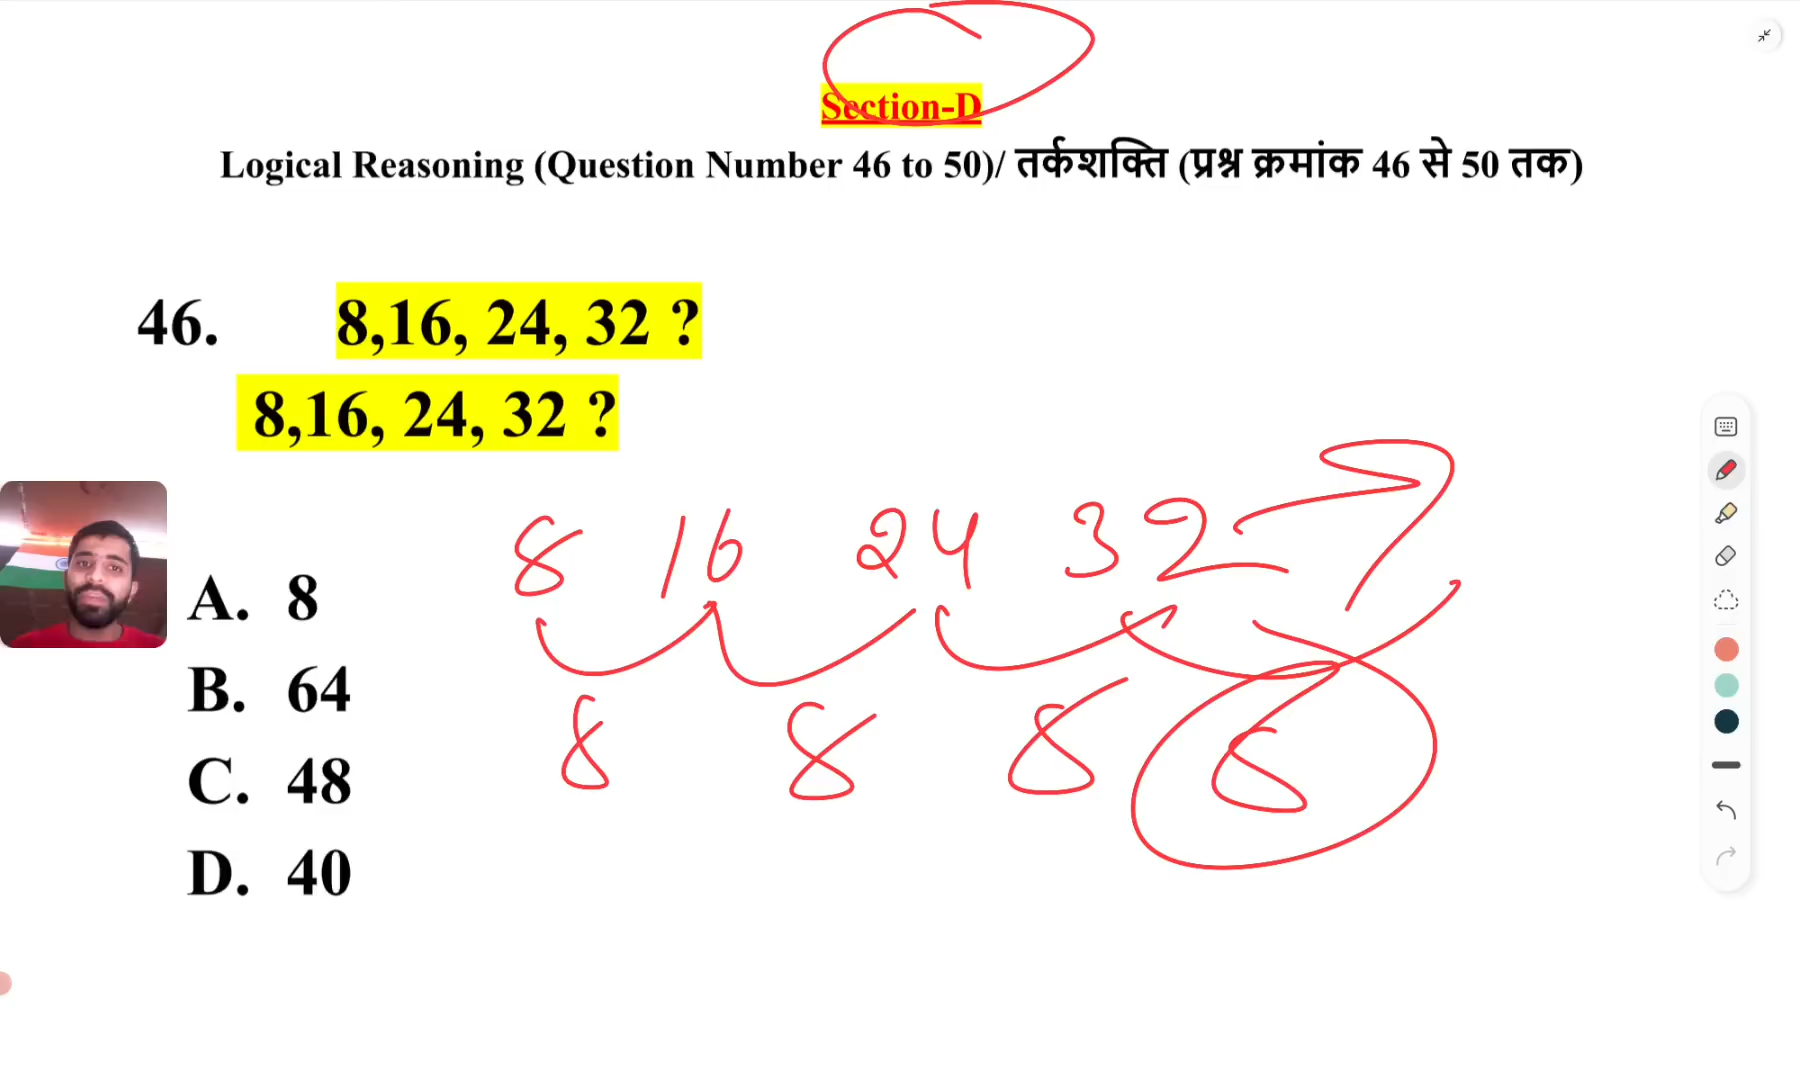 Section-D
Logical Reasoning (Question Number 46 to 50)/ तर्कशक्ति (प्रश्न क्रमांक 46 से 50 तक)
46. 8,16, 24, 32 ?
8,16, 24, 32 ?
8 16 24 32 ?
A. 8
B. 64
8 8 8 8
C. 48
D. 40